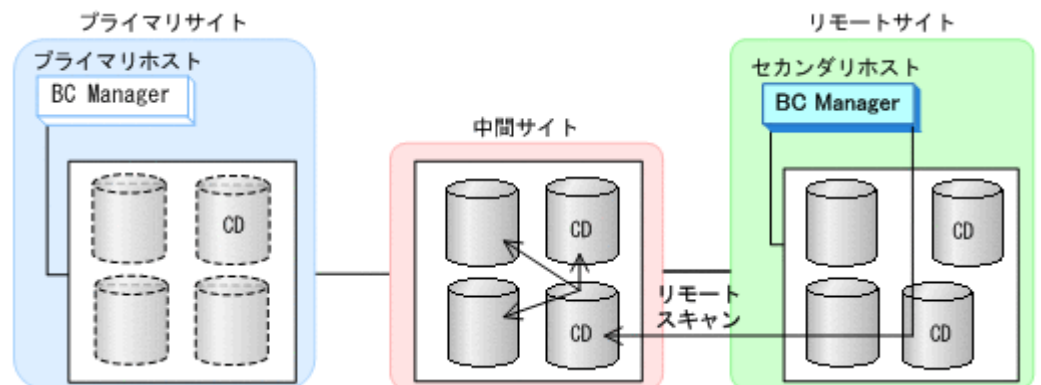 プライマリサイト
プライマリホスト
BC Manager
CD
中間サイト
CD
CD
リモート
スキャン
リモートサイト
セカンダリホスト
BC Manager
CD
CD